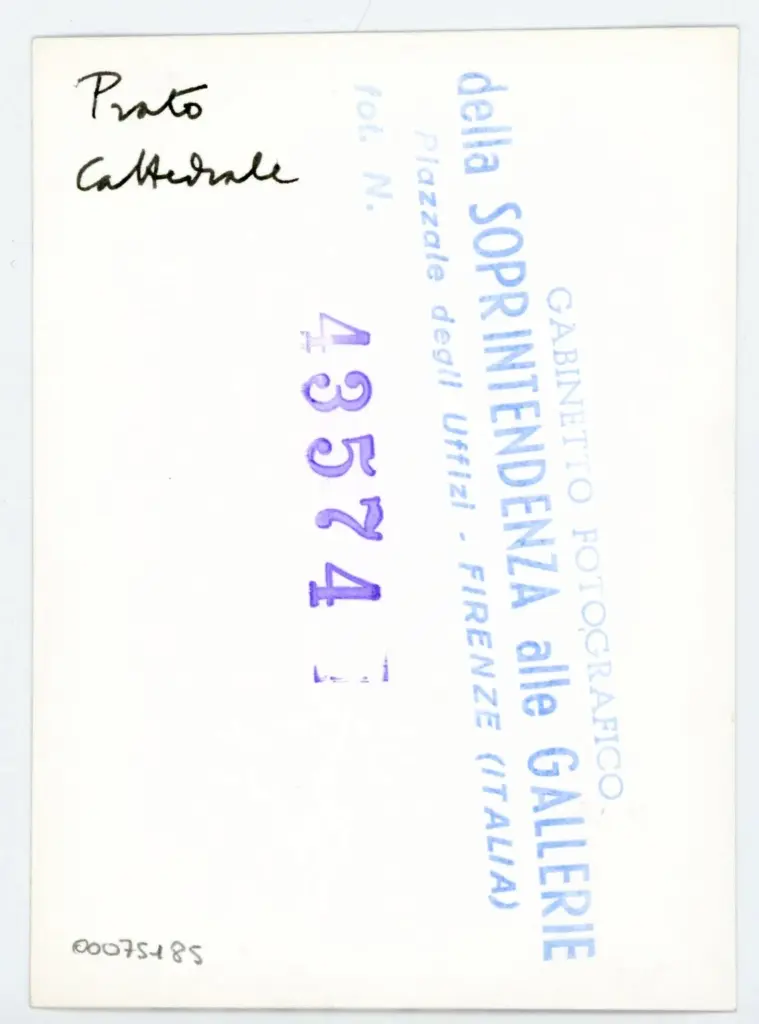 Prato
Cattedrale
GABINETTO FOTOGRAFICO
della SOPRINTENDENZA alle GALLERIE
Piazzale degli Uffizi - FIRENZE (ITALIA)
fot. N.
43574
00075185